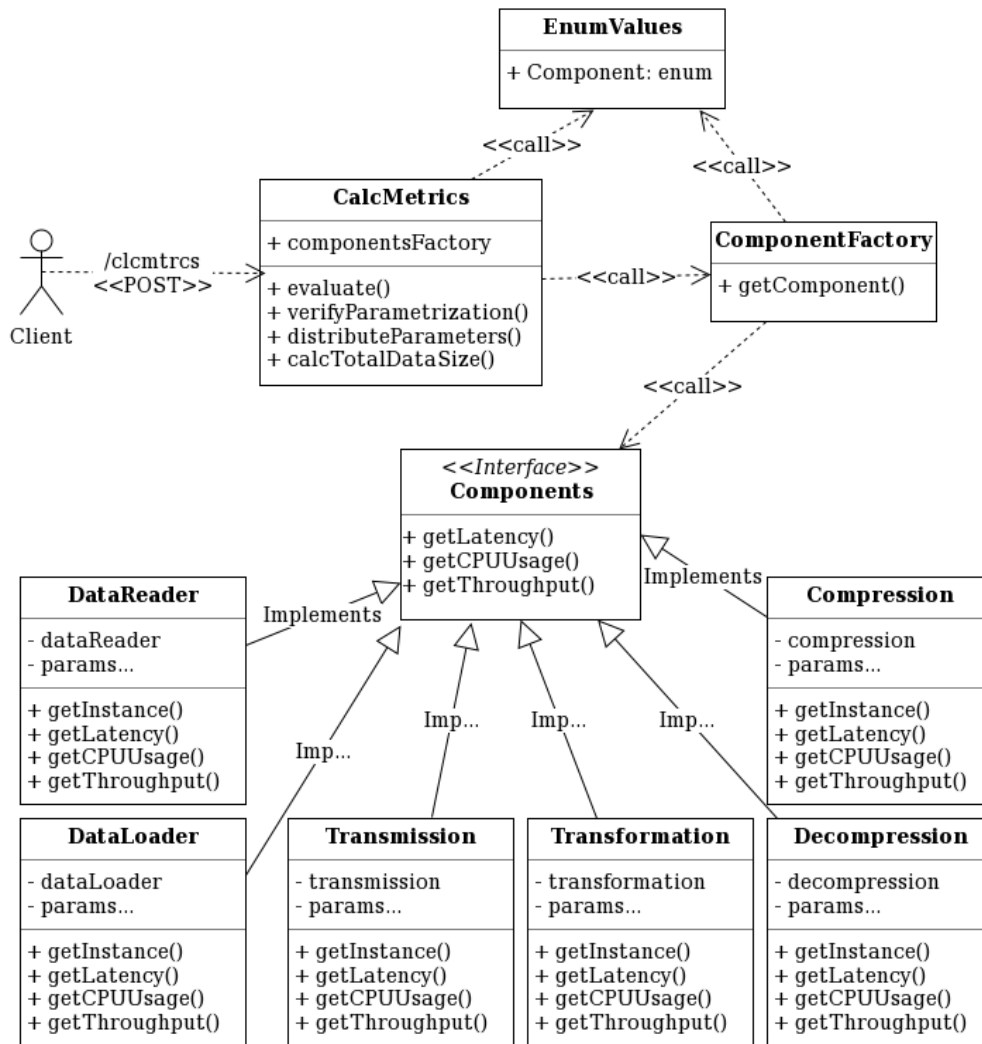 EnumValues
+ Component: enum
<<call>>
<<call>>
CalcMetrics
+ componentsFactory
+ evaluate()
+ verifyParametrization()
+ distributeParameters()
+ calcTotalDataSize()
/clcmtrcs
<<POST>>
Client
<<call>>
ComponentFactory
+ getComponent()
<<call>>
<<Interface>>
Components
+ getLatency()
+ getCPUUsage()
+ getThroughput()
Implements
Implements
DataReader
- dataReader
- params...
+ getInstance()
+ getLatency()
+ getCPUUsage()
+ getThroughput()
Compression
- compression
- params...
+ getInstance()
+ getLatency()
+ getCPUUsage()
+ getThroughput()
Imp...
Imp...
Imp...
Imp...
DataLoader
- dataLoader
- params...
+ getInstance()
+ getLatency()
+ getCPUUsage()
+ getThroughput()
Transmission
- transmission
- params...
+ getInstance()
+ getLatency()
+ getCPUUsage()
+ getThroughput()
Transformation
- transformation
- params...
+ getInstance()
+ getLatency()
+ getCPUUsage()
+ getThroughput()
Decompression
- decompression
- params...
+ getInstance()
+ getLatency()
+ getCPUUsage()
+ getThroughput()